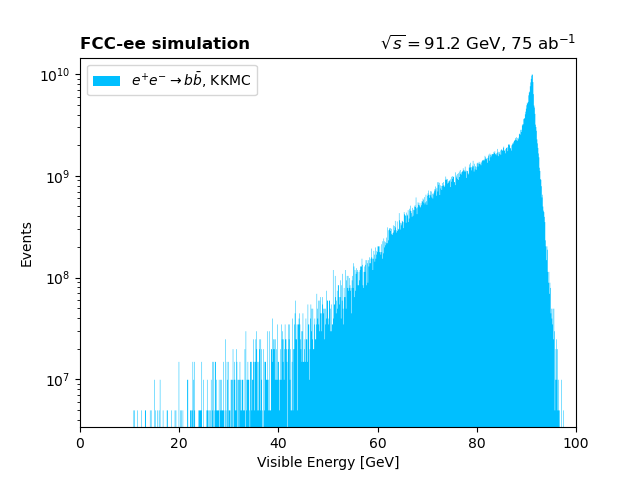 FCC-ee simulation
√s = 91.2 GeV, 75 ab⁻¹
e⁺e⁻ → bb̄, KKMC
Events
10¹⁰
10⁹
10⁸
10⁷
0 20 40 60 80 100
Visible Energy [GeV]